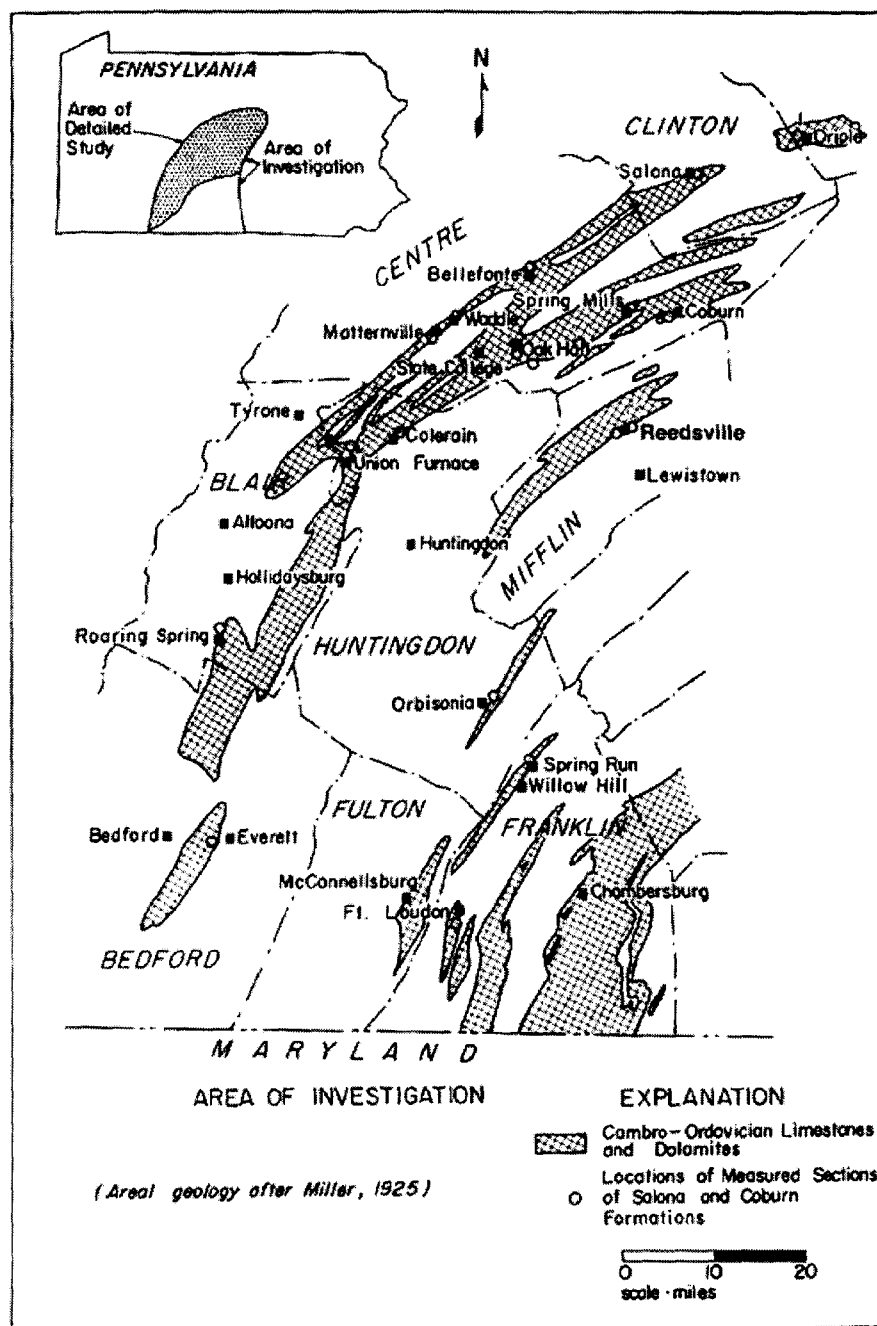 PENNSYLVANIA
Area of
Detailed
Study
Area of
Investigation
N
CLINTON
Oriole
Salona
CENTRE
Bellefonte
Spring Mills
Coburn
Waddle
Matternville
Oak Hall
State College
Tyrone
Colerain
Reedsville
Union Furnace
BLAIR
Lewistown
Altoona
Huntingdon
MIFFLIN
Hollidaysburg
Roaring Spring
HUNTINGDON
Orbisonia
Spring Run
Willow Hill
FULTON
FRANKLIN
Bedford
Everett
McConnellsburg
Chambersburg
Ft. Loudon
BEDFORD
MARYLAND
AREA OF INVESTIGATION
EXPLANATION
Cambro-Ordovician Limestones
and Dolomites
(Areal geology after Miller, 1925)
Locations of Measured Sections
of Salona and Coburn
Formations
0 10 20
scale-miles